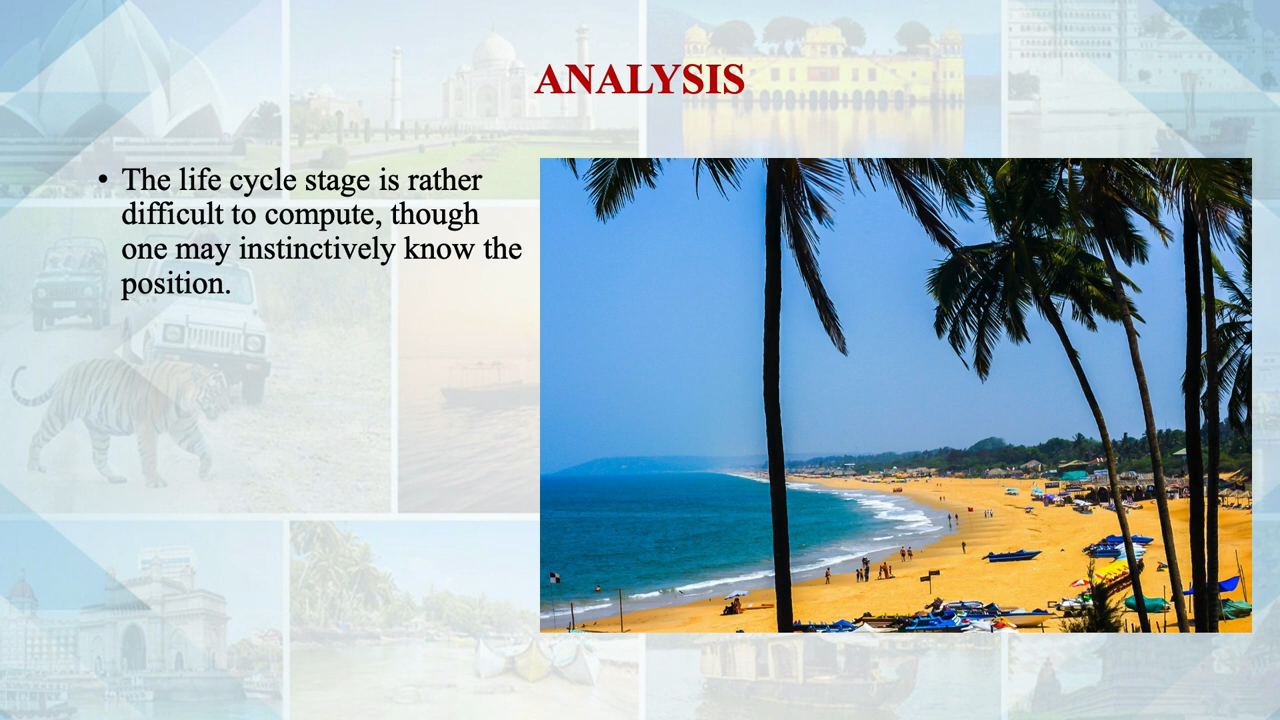 ANALYSIS
• The life cycle stage is rather
difficult to compute, though
one may instinctively know the
position.